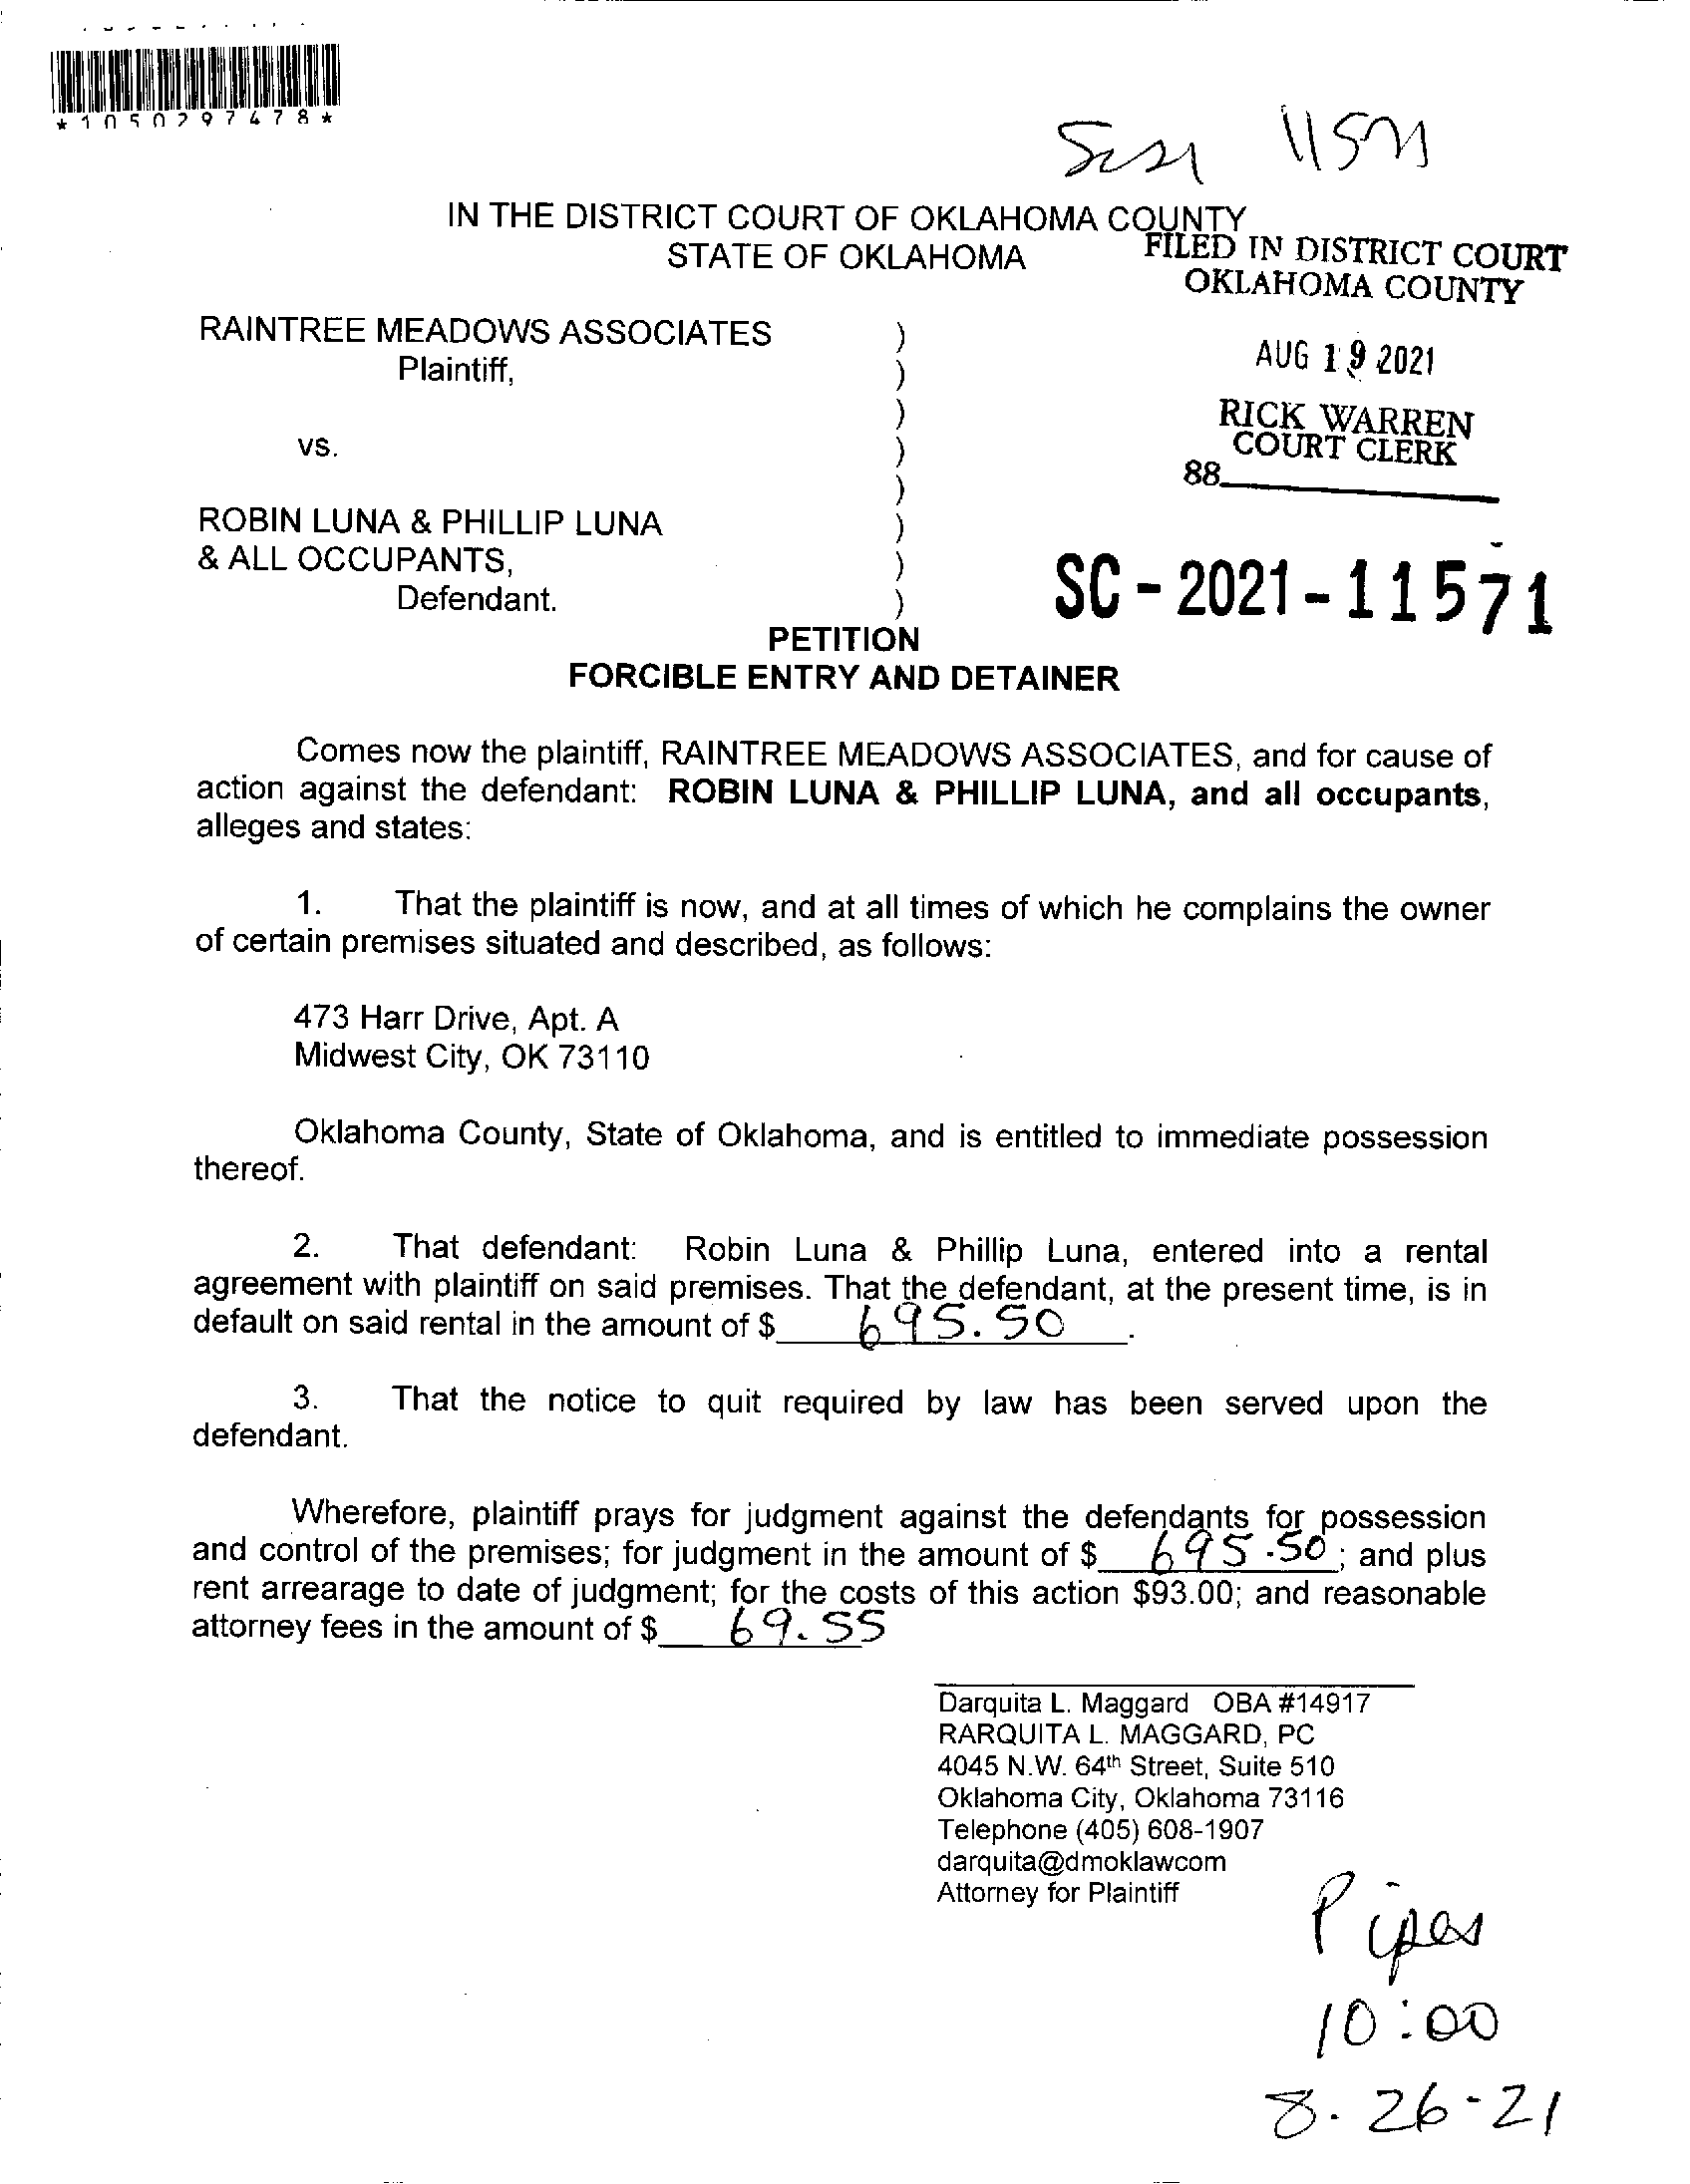 *1050297478*
SC21 11571
IN THE DISTRICT COURT OF OKLAHOMA COUNTY
STATE OF OKLAHOMA
FILED IN DISTRICT COURT
OKLAHOMA COUNTY
AUG 19 2021
RICK WARREN
COURT CLERK
88
RAINTREE MEADOWS ASSOCIATES )
Plaintiff, )
)
vs. )
)
ROBIN LUNA & PHILLIP LUNA )
& ALL OCCUPANTS, )
Defendant. )
SC-2021-11571
PETITION
FORCIBLE ENTRY AND DETAINER
Comes now the plaintiff, RAINTREE MEADOWS ASSOCIATES, and for cause of
action against the defendant: ROBIN LUNA & PHILLIP LUNA, and all occupants,
alleges and states:
1. That the plaintiff is now, and at all times of which he complains the owner
of certain premises situated and described, as follows:
473 Harr Drive, Apt. A
Midwest City, OK 73110
Oklahoma County, State of Oklahoma, and is entitled to immediate possession
thereof.
2. That defendant: Robin Luna & Phillip Luna, entered into a rental
agreement with plaintiff on said premises. That the defendant, at the present time, is in
default on said rental in the amount of $ 695.50.
3. That the notice to quit required by law has been served upon the
defendant.
Wherefore, plaintiff prays for judgment against the defendants for possession
and control of the premises; for judgment in the amount of $ 695.50; and plus
rent arrearage to date of judgment; for the costs of this action $93.00; and reasonable
attorney fees in the amount of $ 69.55
Darquita L. Maggard OBA #14917
RARQUITA L. MAGGARD, PC
4045 N.W. 64th Street, Suite 510
Oklahoma City, Oklahoma 73116
Telephone (405) 608-1907
darquita@dmoklawcom
Attorney for Plaintiff
Pipes
10:00
8.26-21